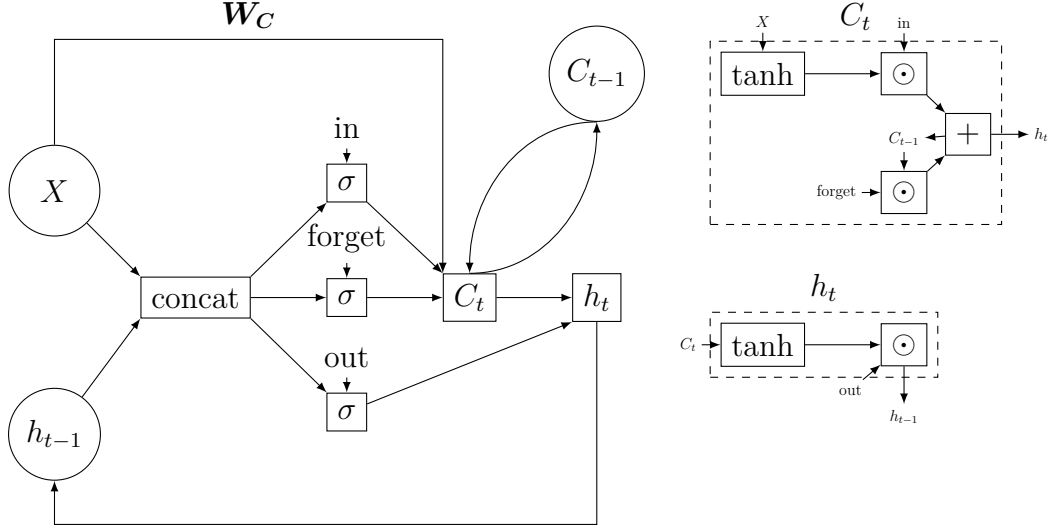 W_C
X
concat
h_{t-1}
in
σ
forget
σ
out
σ
C_t
h_t
C_{t-1}
C_t
X
in
tanh
⊙
+
C_{t-1}
h_t
forget
⊙
h_t
C_t
tanh
⊙
out
h_{t-1}